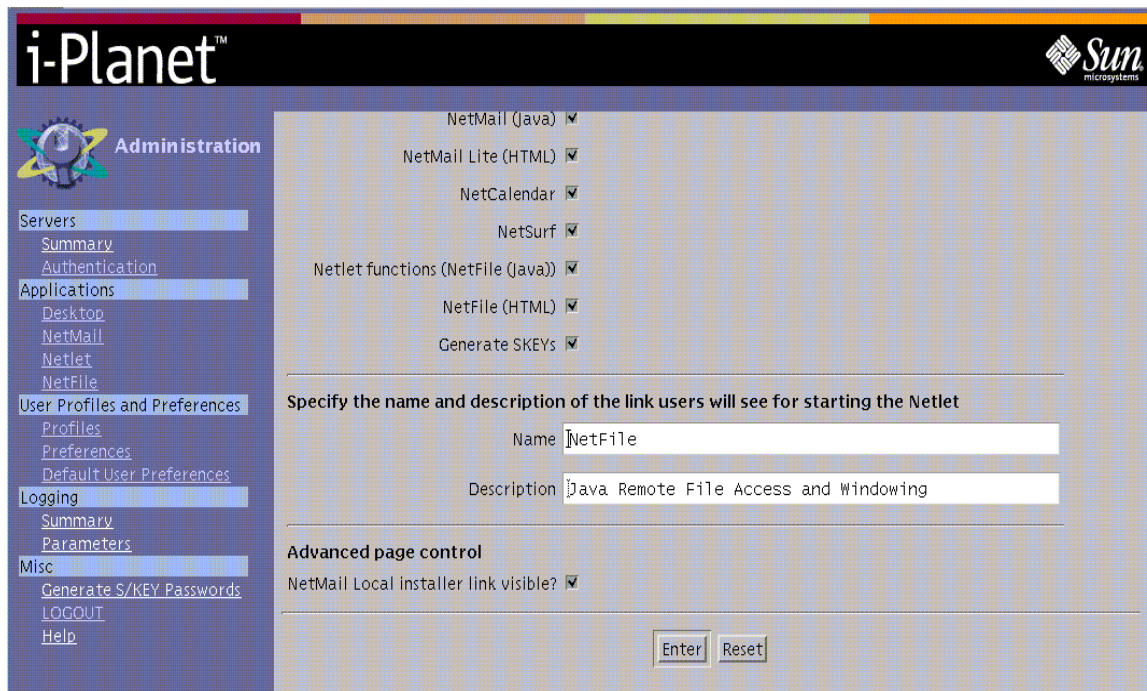 i-Planet™
Sun
microsystems
Administration
Servers
Summary
Authentication
Applications
Desktop
NetMail
Netlet
NetFile
User Profiles and Preferences
Profiles
Preferences
Default User Preferences
Logging
Summary
Parameters
Misc
Generate S/KEY Passwords
LOGOUT
Help
NetMail (Java)
NetMail Lite (HTML)
NetCalendar
NetSurf
Netlet functions (NetFile (Java))
NetFile (HTML)
Generate SKEYs
Specify the name and description of the link users will see for starting the Netlet
Name NetFile
Description Java Remote File Access and Windowing
Advanced page control
NetMail Local installer link visible?
Enter Reset